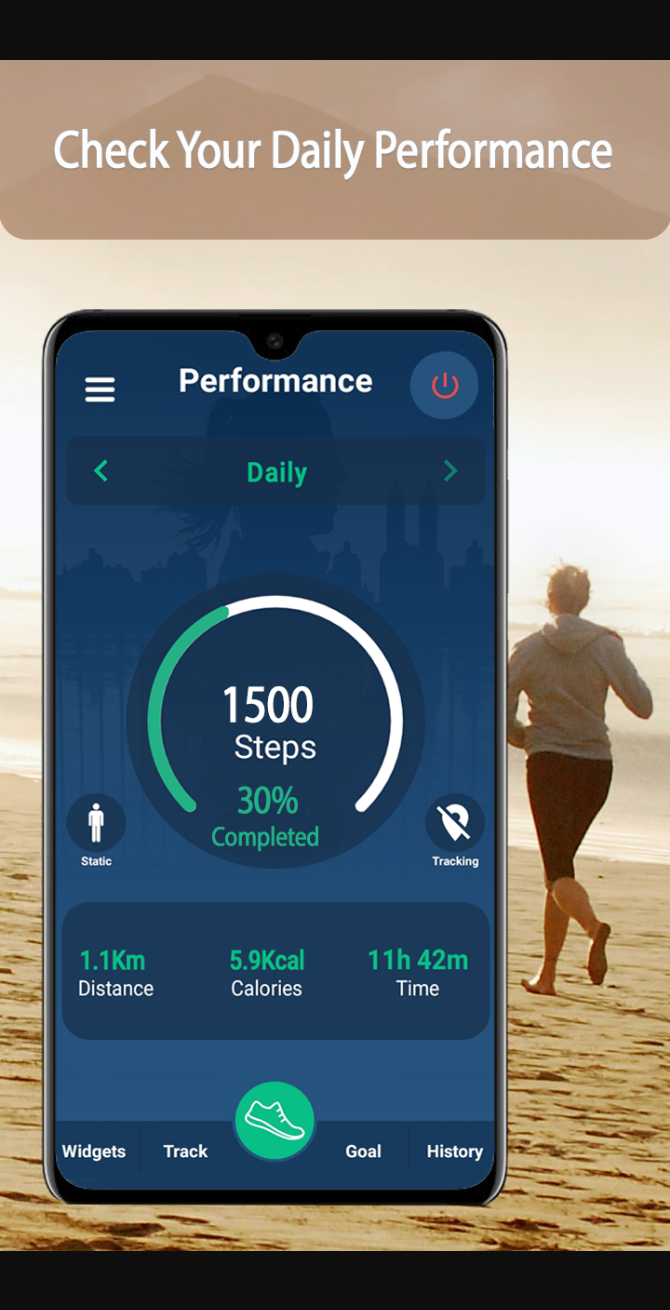 Check Your Daily Performance
Performance
Daily
1500
Steps
30%
Completed
Static
Tracking
1.1Km 5.9Kcal 11h 42m
Distance Calories Time
Widgets Track Goal History